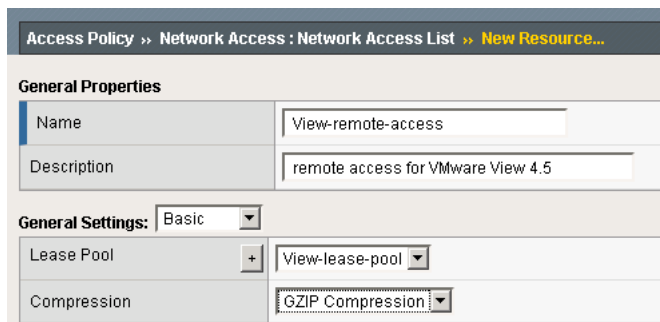 Access Policy » Network Access : Network Access List » New Resource...
General Properties
Name View-remote-access
Description remote access for VMware View 4.5
General Settings: Basic
Lease Pool + View-lease-pool
Compression GZIP Compression